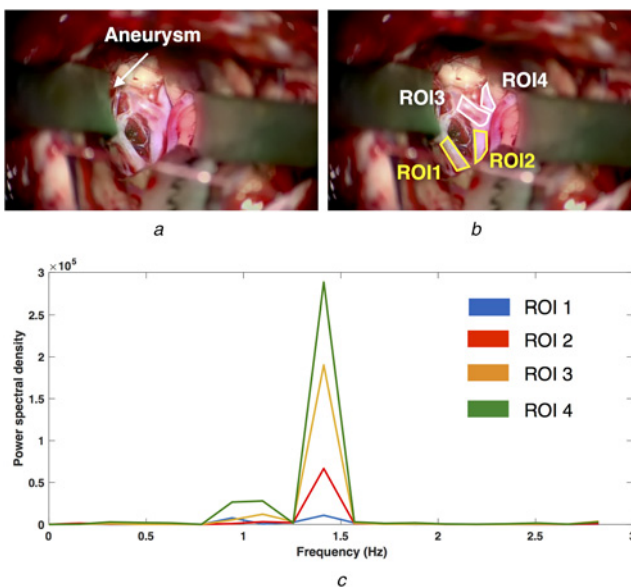 Aneurysm
ROI3
ROI4
ROI1
ROI2
a
b
×10⁵
3
2.5
2
1.5
1
0.5
0
Power spectral density
ROI 1
ROI 2
ROI 3
ROI 4
0 0.5 1 1.5 2 2.5 3
Frequency (Hz)
c